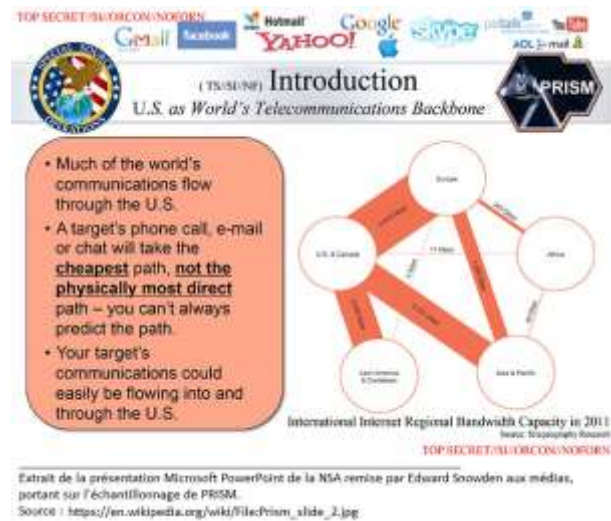 TOP SECRET//SI//ORCON//NOFORN
Gmail facebook Hotmail Google YAHOO! skype paltalk YouTube
AOL mail
SPECIAL SOURCE OPERATIONS
(TS//SI//NF) Introduction
U.S. as World's Telecommunications Backbone
PRISM
• Much of the world's
communications flow
through the U.S.
• A target's phone call, e-mail
or chat will take the
cheapest path, not the
physically most direct
path – you can't always
predict the path.
• Your target's
communications could
easily be flowing into and
through the U.S.
Europe
U.S. & Canada
Africa
Latin America
& Caribbean
Asia & Pacific
International Internet Regional Bandwidth Capacity in 2011
Source: Telegeography Research
TOP SECRET//SI//ORCON//NOFORN
Extrait de la présentation Microsoft PowerPoint de la NSA remise par Edward Snowden aux médias,
portant sur l'échantillonnage de PRISM.
Source : https://en.wikipedia.org/wiki/File:Prism_slide_2.jpg